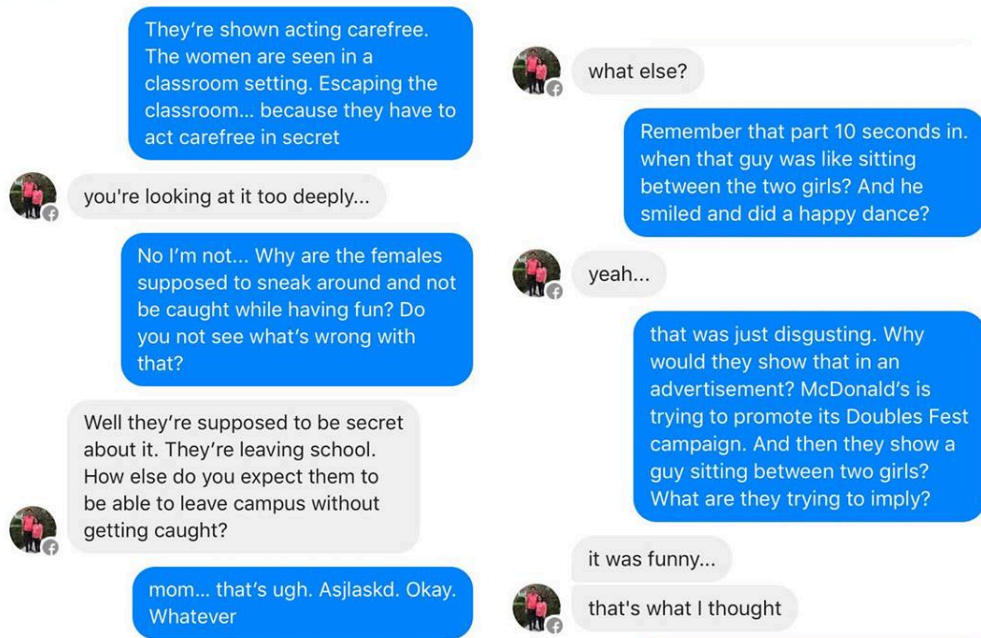 They're shown acting carefree.
The women are seen in a
classroom setting. Escaping the
classroom... because they have to
act carefree in secret
you're looking at it too deeply...
No I'm not... Why are the females
supposed to sneak around and not
be caught while having fun? Do
you not see what's wrong with
that?
Well they're supposed to be secret
about it. They're leaving school.
How else do you expect them to
be able to leave campus without
getting caught?
mom... that's ugh. Asjlaskd. Okay.
Whatever
what else?
Remember that part 10 seconds in.
when that guy was like sitting
between the two girls? And he
smiled and did a happy dance?
yeah...
that was just disgusting. Why
would they show that in an
advertisement? McDonald's is
trying to promote its Doubles Fest
campaign. And then they show a
guy sitting between two girls?
What are they trying to imply?
it was funny...
that's what I thought